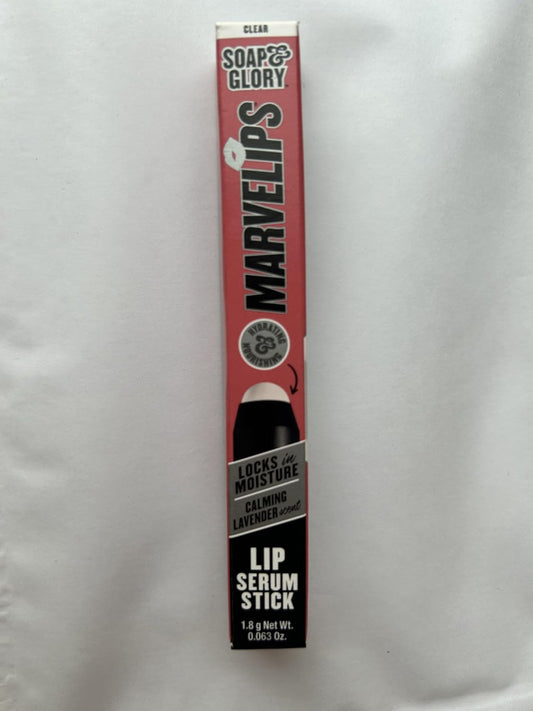 CLEAR
SOAP&
GLORY™
MARVELIPS
HYDRATING
&
NOURISHING
LOCKS in
MOISTURE
CALMING
LAVENDER scent
LIP
SERUM
STICK
1.8 g Net Wt.
0.063 Oz.